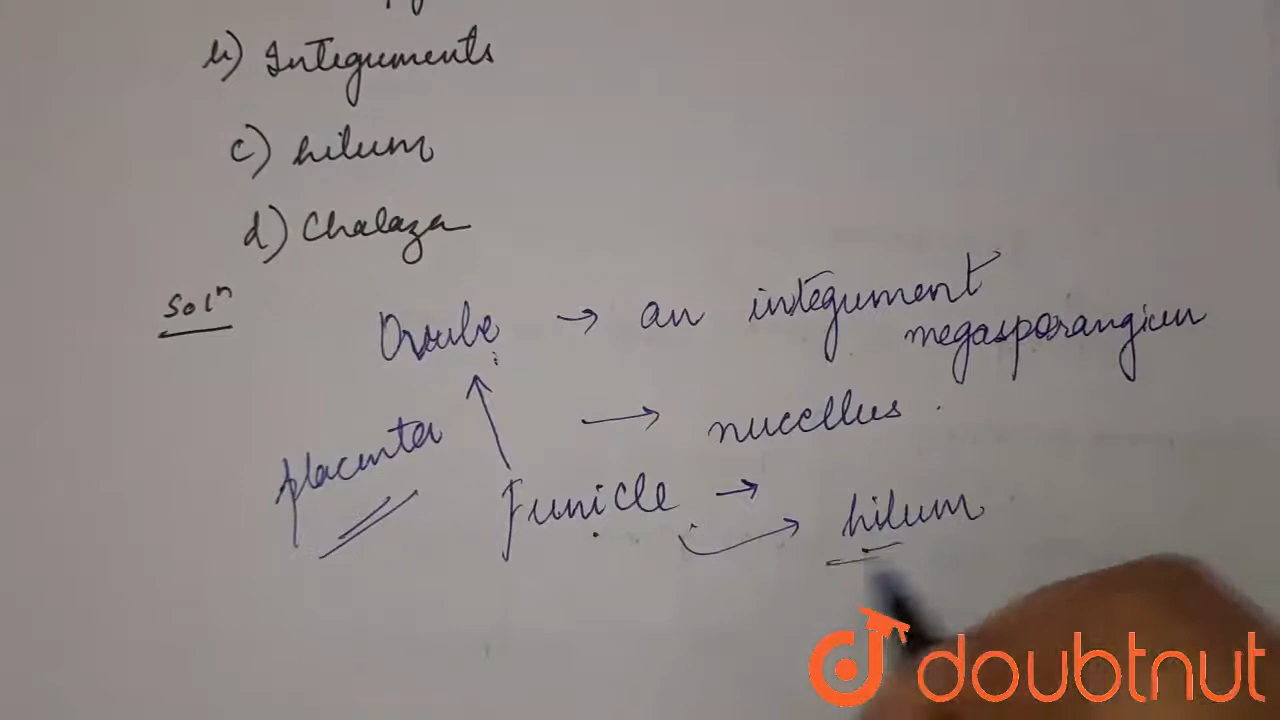 b) Integuments
c) hilum
d) Chalaza
Solⁿ
Ovule → an integument
megasporangium
placenta → nucellus .
Funicle →
→ hilum
doubtnut